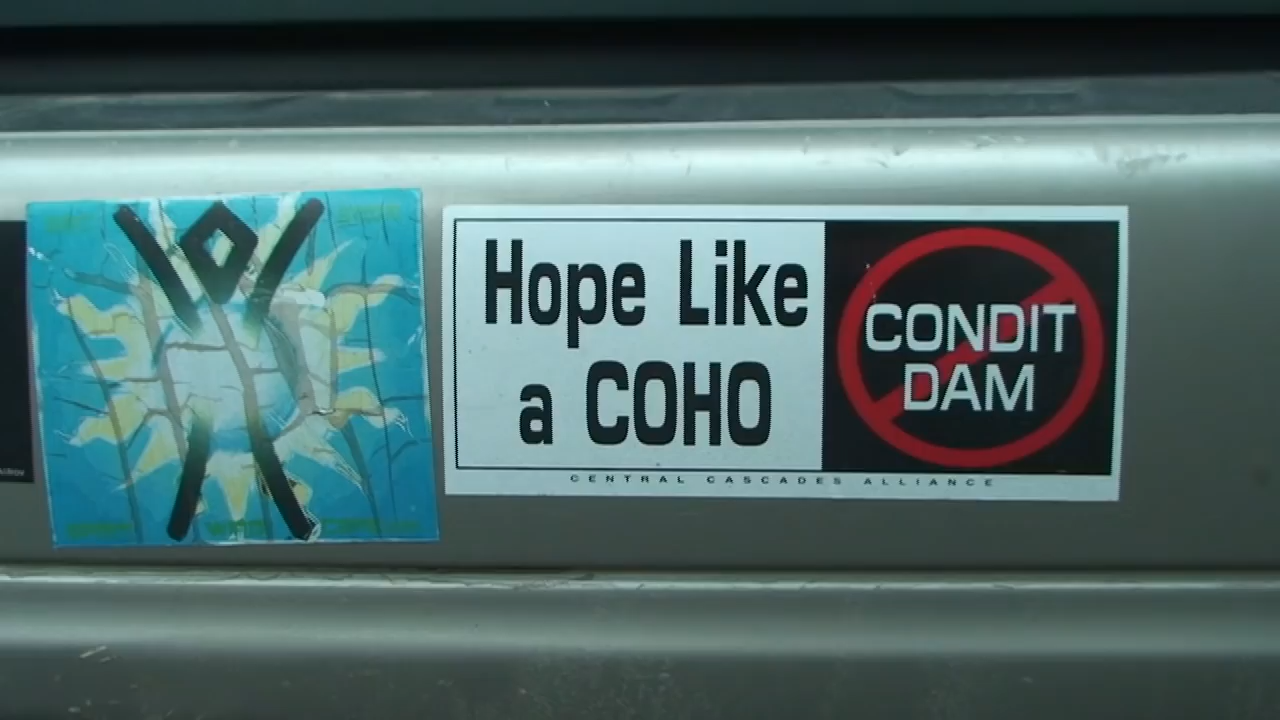 Hope Like
a COHO
CONDIT
DAM
CENTRAL CASCADES ALLIANCE